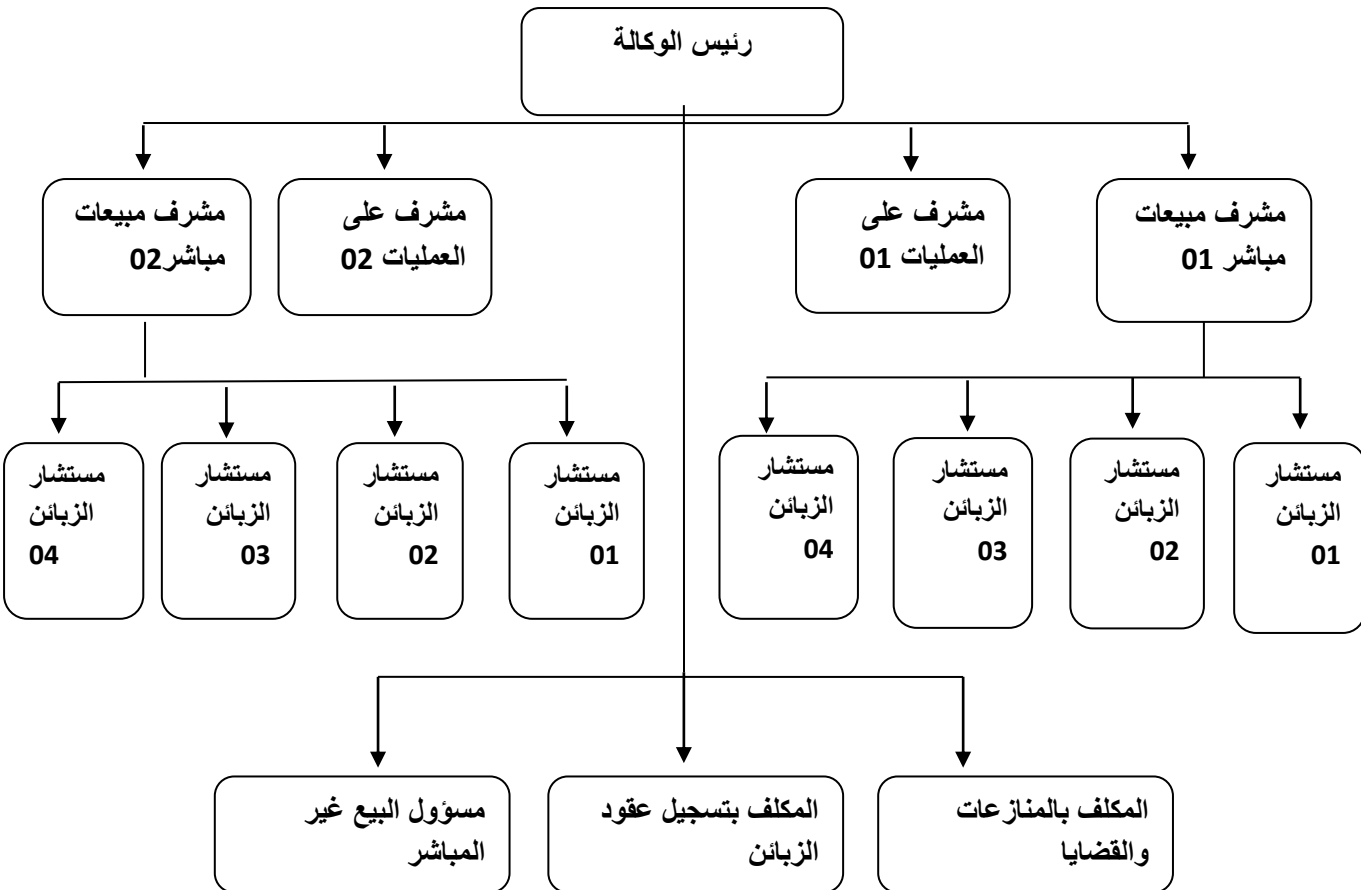 رئيس الوكالة
مشرف مبيعات
مباشر 01
مشرف على
العمليات 01
مشرف على
العمليات 02
مشرف مبيعات
مباشر02
مستشار
الزبائن
01
مستشار
الزبائن
02
مستشار
الزبائن
03
مستشار
الزبائن
04
مستشار
الزبائن
01
مستشار
الزبائن
02
مستشار
الزبائن
03
مستشار
الزبائن
04
المكلف بالمنازعات
والقضايا
المكلف بتسجيل عقود
الزبائن
مسؤول البيع غير
المباشر